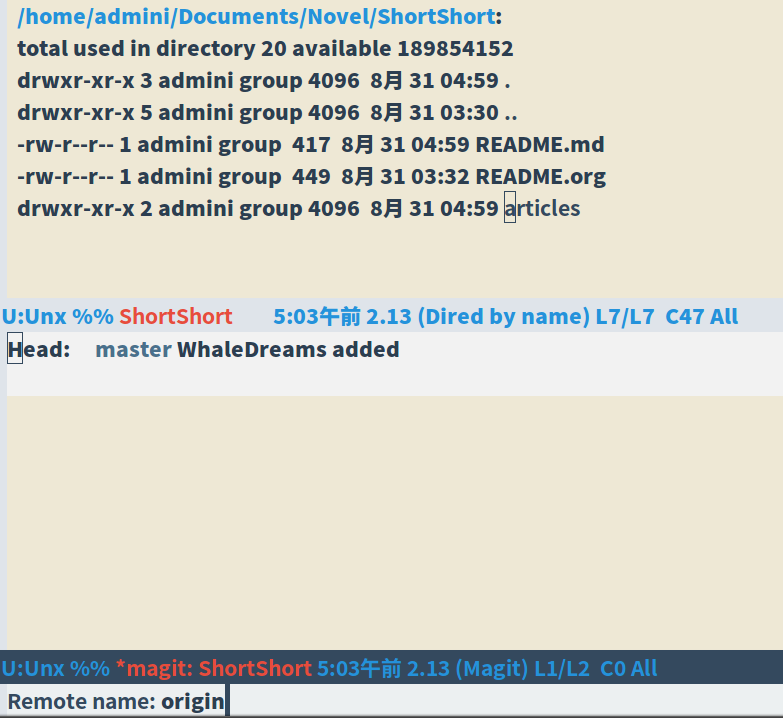 /home/admini/Documents/Novel/ShortShort:
total used in directory 20 available 189854152
drwxr-xr-x 3 admini group 4096  8月 31 04:59 .
drwxr-xr-x 5 admini group 4096  8月 31 03:30 ..
-rw-r--r-- 1 admini group  417  8月 31 04:59 README.md
-rw-r--r-- 1 admini group  449  8月 31 03:32 README.org
drwxr-xr-x 2 admini group 4096  8月 31 04:59 articles
U:Unx %% ShortShort 5:03午前 2.13 (Dired by name) L7/L7  C47 All
Head: master WhaleDreams added
U:Unx %% *magit: ShortShort 5:03午前 2.13 (Magit) L1/L2  C0 All
Remote name: origin